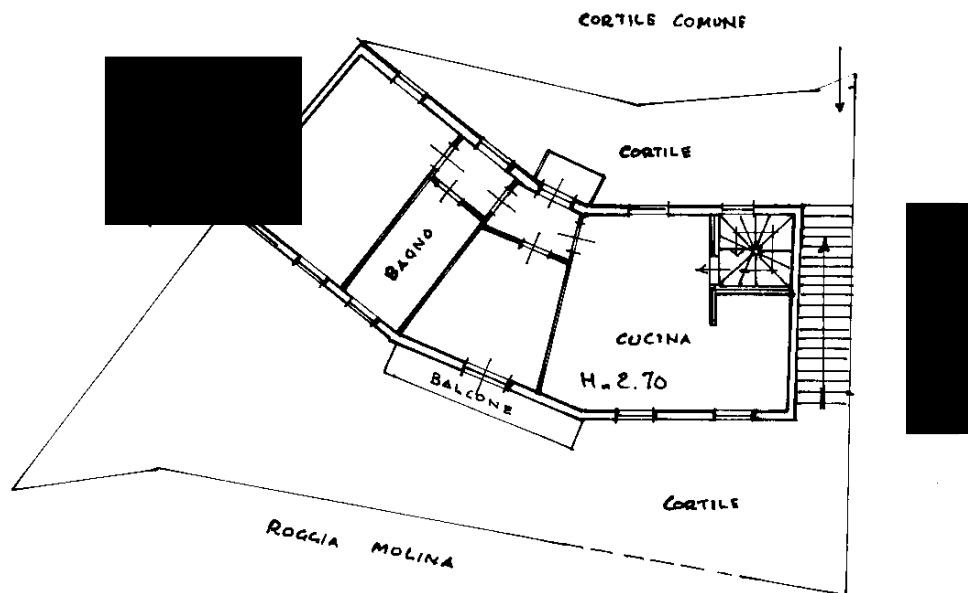 CORTILE COMUNE
CORTILE
BAGNO
CUCINA
H = 2.70
BALCONE
CORTILE
ROGGIA MOLINA